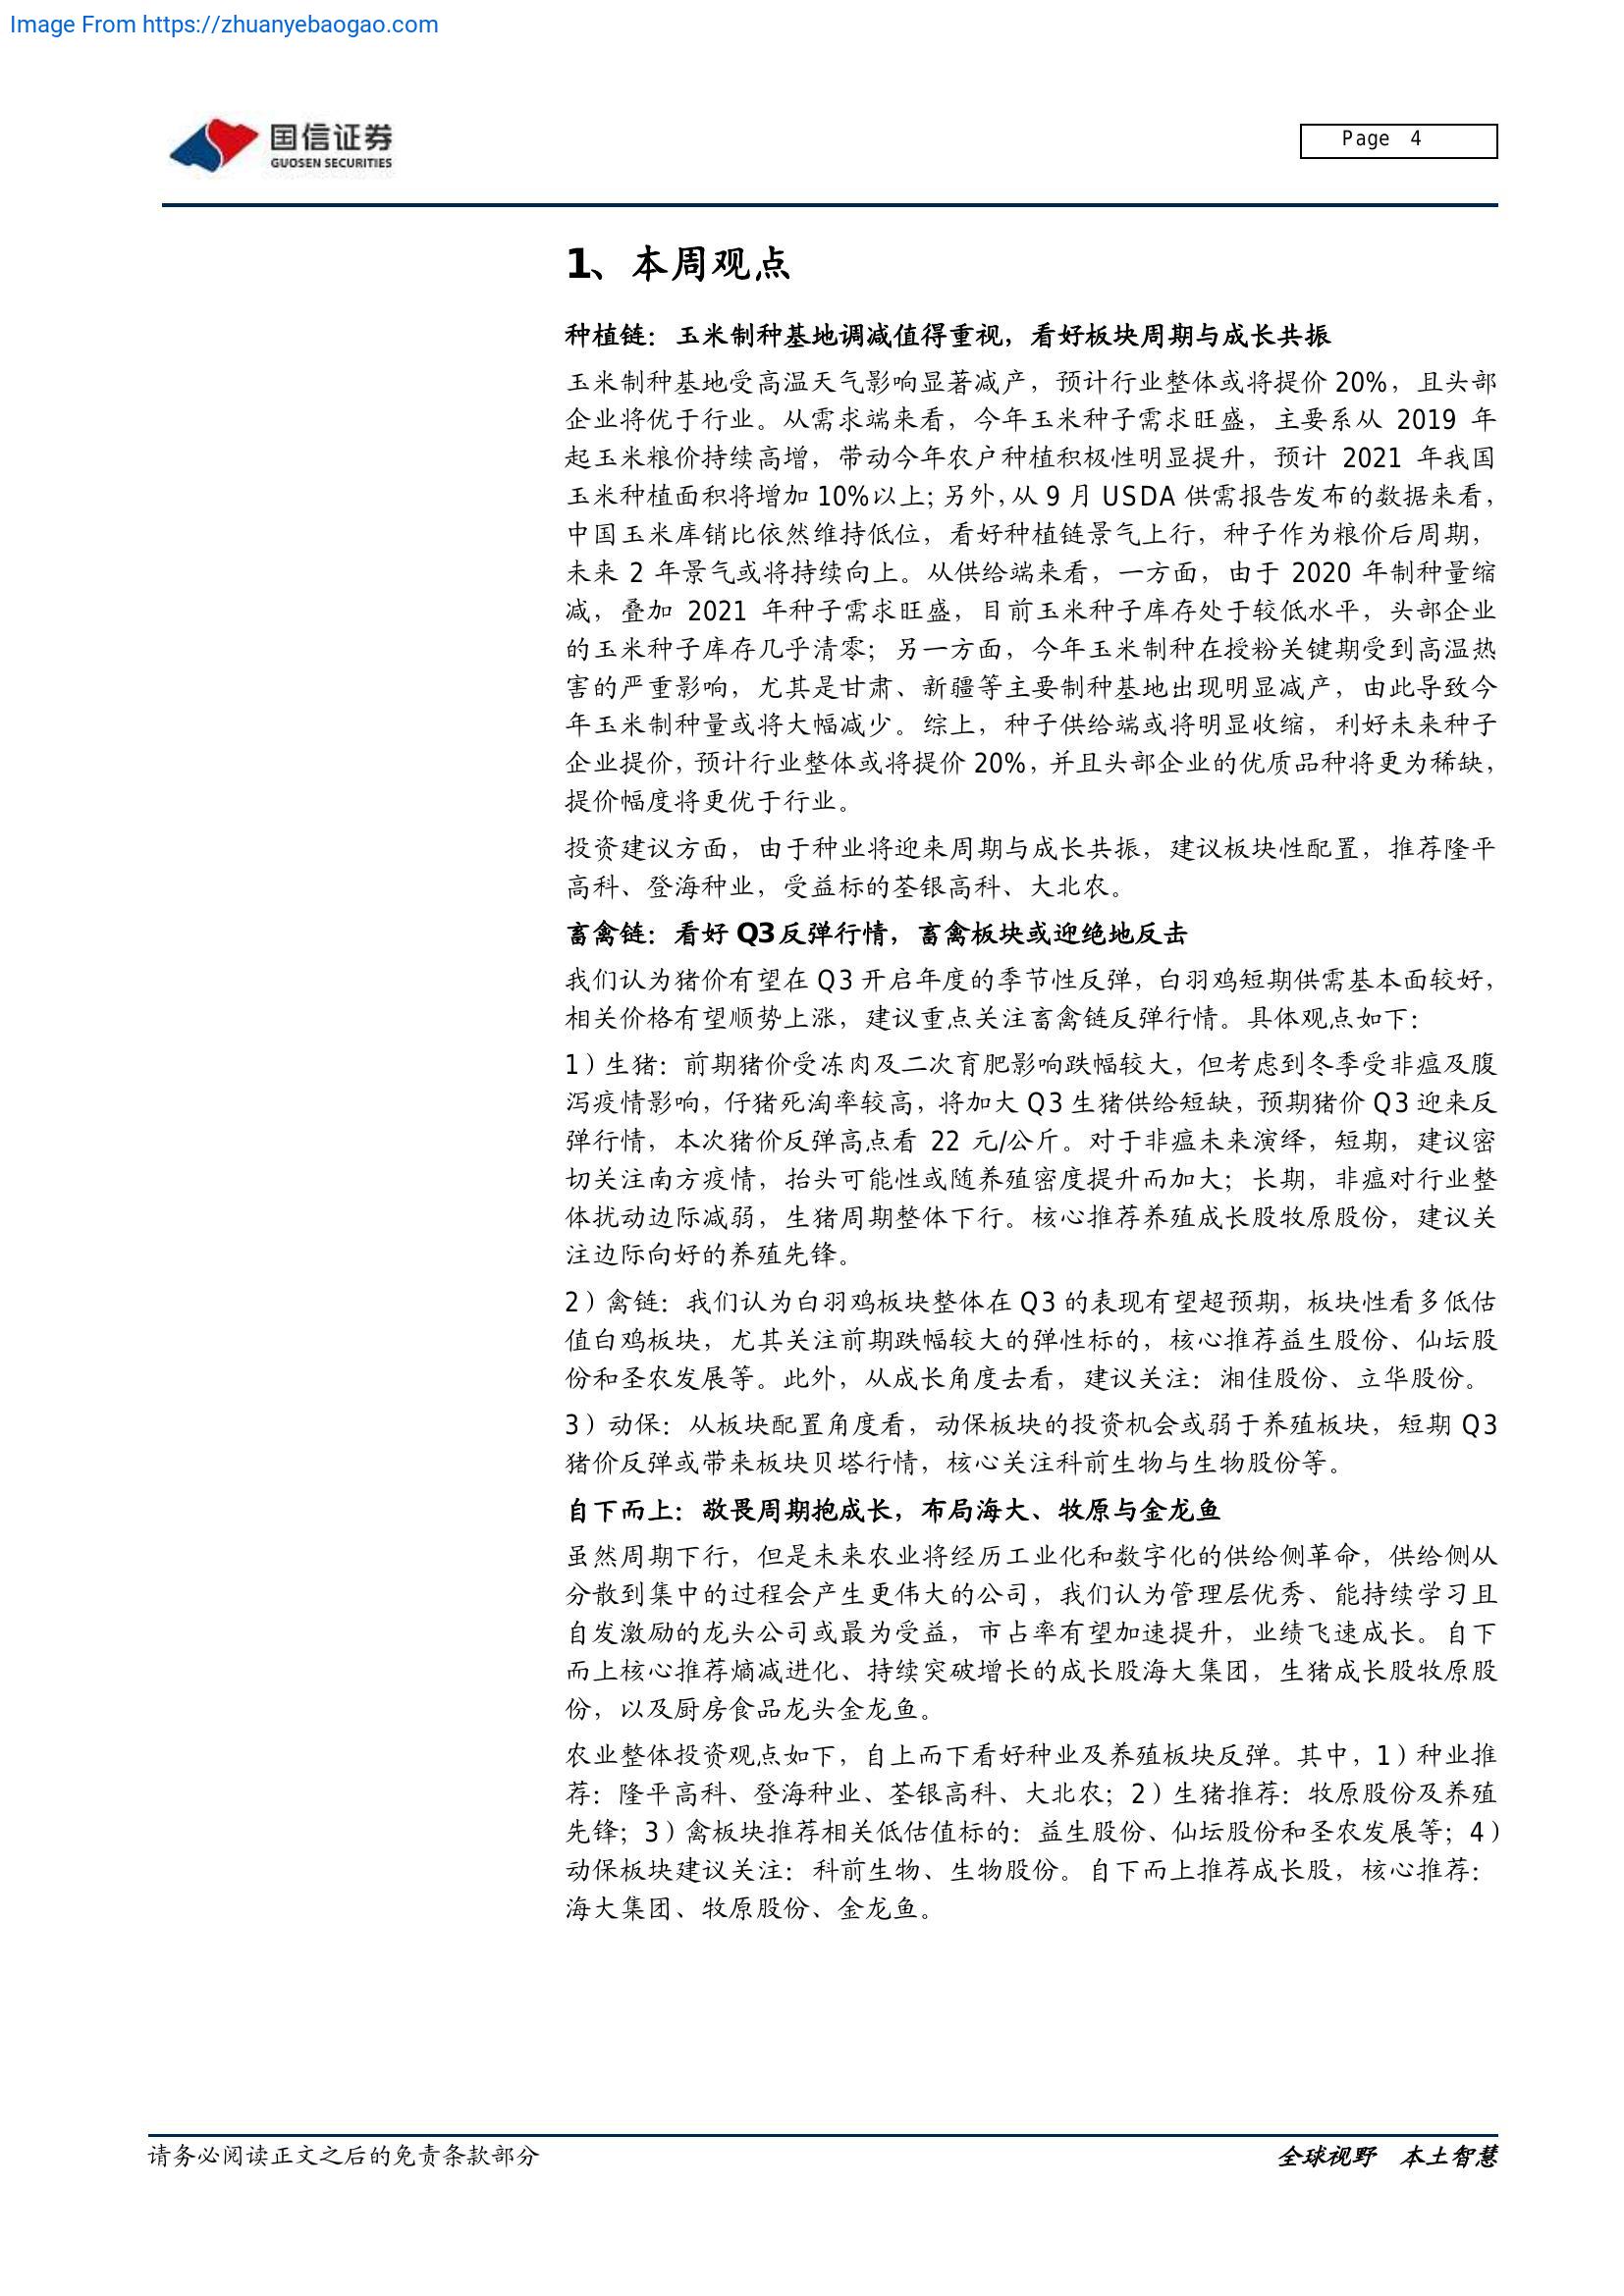 Image From https://zhuanyebaogao.com
国信证券
GUOSEN SECURITIES
Page 4
1、本周观点
种植链：玉米制种基地调减值得重视，看好板块周期与成长共振
玉米制种基地受高温天气影响显著减产，预计行业整体或将提价 20%，且头部
企业将优于行业。从需求端来看，今年玉米种子需求旺盛，主要系从 2019 年
起玉米粮价持续高增，带动今年农户种植积极性明显提升，预计 2021 年我国
玉米种植面积将增加 10%以上；另外，从 9 月 USDA 供需报告发布的数据来看，
中国玉米库销比依然维持低位，看好种植链景气上行，种子作为粮价后周期，
未来 2 年景气或将持续向上。从供给端来看，一方面，由于 2020 年制种量缩
减，叠加 2021 年种子需求旺盛，目前玉米种子库存处于较低水平，头部企业
的玉米种子库存几乎清零；另一方面，今年玉米制种在授粉关键期受到高温热
害的严重影响，尤其是甘肃、新疆等主要制种基地出现明显减产，由此导致今
年玉米制种量或将大幅减少。综上，种子供给端或将明显收缩，利好未来种子
企业提价，预计行业整体或将提价 20%，并且头部企业的优质品种将更为稀缺，
提价幅度将更优于行业。
投资建议方面，由于种业将迎来周期与成长共振，建议板块性配置，推荐隆平
高科、登海种业，受益标的荃银高科、大北农。
畜禽链：看好 Q3 反弹行情，畜禽板块或迎绝地反击
我们认为猪价有望在 Q3 开启年度的季节性反弹，白羽鸡短期供需基本面较好，
相关价格有望顺势上涨，建议重点关注畜禽链反弹行情。具体观点如下：
1）生猪：前期猪价受冻肉及二次育肥影响跌幅较大，但考虑到冬季受非瘟及腹
泻疫情影响，仔猪死淘率较高，将加大 Q3 生猪供给短缺，预期猪价 Q3 迎来反
弹行情，本次猪价反弹高点看 22 元/公斤。对于非瘟未来演绎，短期，建议密
切关注南方疫情，抬头可能性或随养殖密度提升而加大；长期，非瘟对行业整
体扰动边际减弱，生猪周期整体下行。核心推荐养殖成长股牧原股份，建议关
注边际向好的养殖先锋。
2）禽链：我们认为白羽鸡板块整体在 Q3 的表现有望超预期，板块性看多低估
值白鸡板块，尤其关注前期跌幅较大的弹性标的，核心推荐益生股份、仙坛股
份和圣农发展等。此外，从成长角度去看，建议关注：湘佳股份、立华股份。
3）动保：从板块配置角度看，动保板块的投资机会或弱于养殖板块，短期 Q3
猪价反弹或带来板块贝塔行情，核心关注科前生物与生物股份等。
自下而上：敬畏周期抱成长，布局海大、牧原与金龙鱼
虽然周期下行，但是未来农业将经历工业化和数字化的供给侧革命，供给侧从
分散到集中的过程会产生更伟大的公司，我们认为管理层优秀、能持续学习且
自发激励的龙头公司或最为受益，市占率有望加速提升，业绩飞速成长。自下
而上核心推荐熵减进化、持续突破增长的成长股海大集团，生猪成长股牧原股
份，以及厨房食品龙头金龙鱼。
农业整体投资观点如下，自上而下看好种业及养殖板块反弹。其中，1）种业推
荐：隆平高科、登海种业、荃银高科、大北农；2）生猪推荐：牧原股份及养殖
先锋；3）禽板块推荐相关低估值标的：益生股份、仙坛股份和圣农发展等；4）
动保板块建议关注：科前生物、生物股份。自下而上推荐成长股，核心推荐：
海大集团、牧原股份、金龙鱼。
请务必阅读正文之后的免责条款部分
全球视野 本土智慧